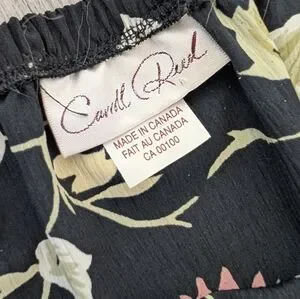 Carroll Reed
MADE IN CANADA
FAIT AU CANADA
CA 00100